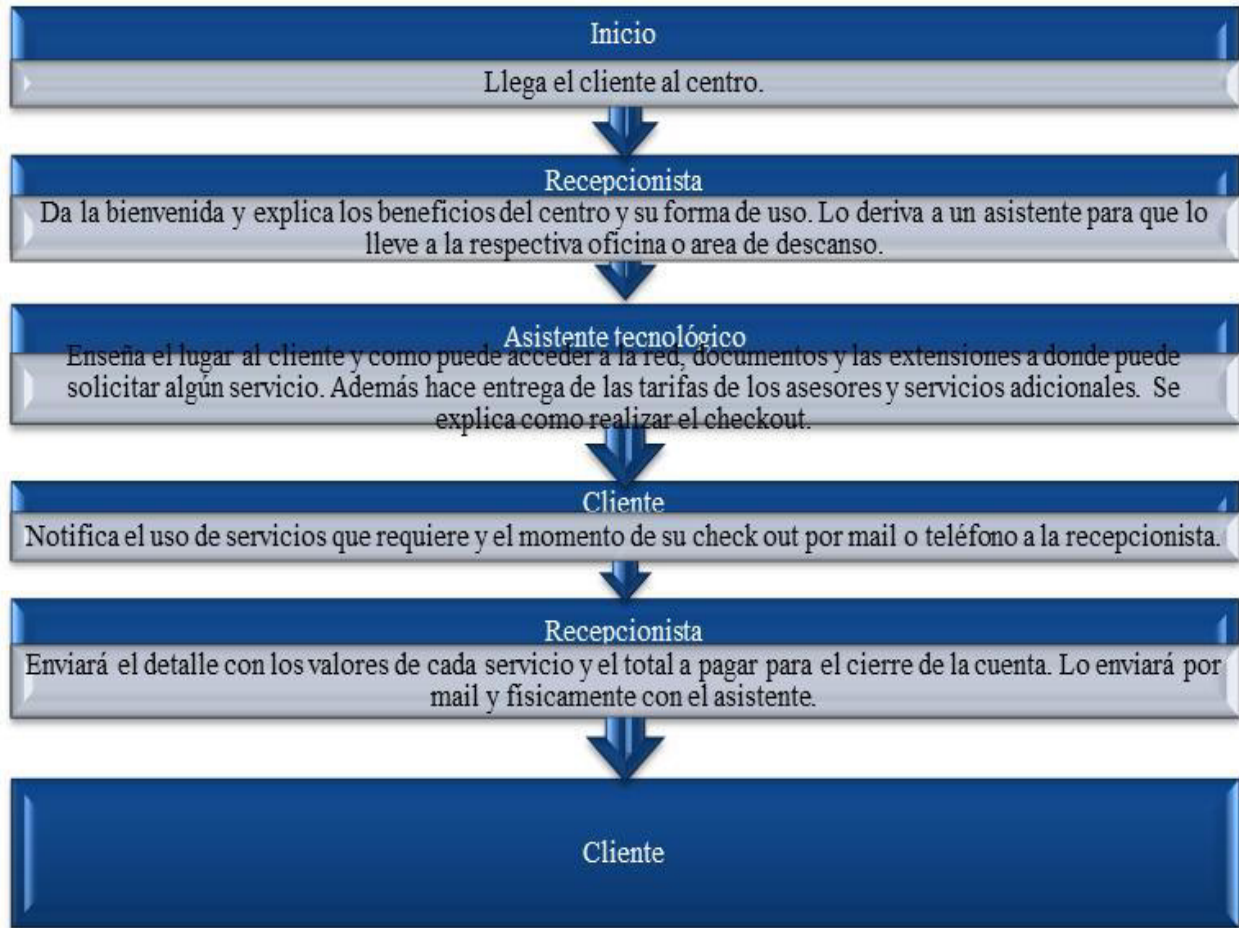 Inicio
Llega el cliente al centro.
Recepcionista
Da la bienvenida y explica los beneficios del centro y su forma de uso. Lo deriva a un asistente para que lo
lleve a la respectiva oficina o area de descanso.
Asistente tecnológico
Enseña el lugar al cliente y como puede acceder a la red, documentos y las extensiones a donde puede
solicitar algún servicio. Además hace entrega de las tarifas de los asesores y servicios adicionales. Se
explica como realizar el checkout.
Cliente
Notifica el uso de servicios que requiere y el momento de su check out por mail o teléfono a la recepcionista.
Recepcionista
Enviará el detalle con los valores de cada servicio y el total a pagar para el cierre de la cuenta. Lo enviará por
mail y físicamente con el asistente.
Cliente